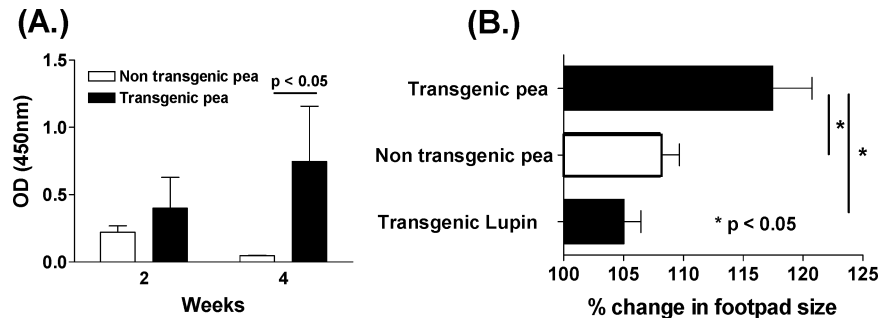 (A.)
1.5
1.0
0.5
0.0
OD (450nm)
Non transgenic pea
Transgenic pea
p < 0.05
2
4
Weeks
(B.)
Transgenic pea
Non transgenic pea
Transgenic Lupin
*
*
* p < 0.05
100 105 110 115 120 125
% change in footpad size